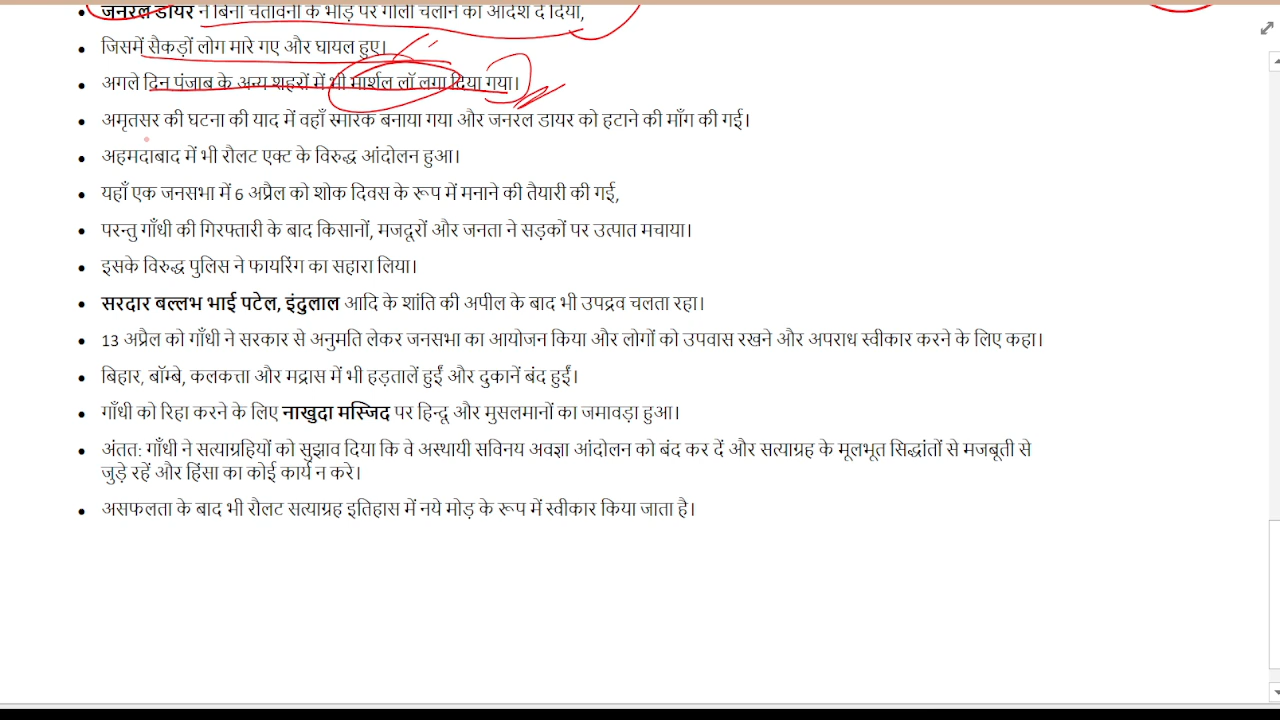 जनरल डायर ने बिना चेतावनी के भीड़ पर गोली चलाने का आदेश दे दिया,
जिसमें सैकड़ों लोग मारे गए और घायल हुए।
अगले दिन पंजाब के अन्य शहरों में भी मार्शल लॉ लगा दिया गया।
अमृतसर की घटना की याद में वहाँ स्मारक बनाया गया और जनरल डायर को हटाने की माँग की गई।
अहमदाबाद में भी रौलट एक्ट के विरुद्ध आंदोलन हुआ।
यहाँ एक जनसभा में 6 अप्रैल को शोक दिवस के रूप में मनाने की तैयारी की गई,
परन्तु गाँधी की गिरफ्तारी के बाद किसानों, मजदूरों और जनता ने सड़कों पर उत्पात मचाया।
इसके विरुद्ध पुलिस ने फायरिंग का सहारा लिया।
सरदार बल्लभ भाई पटेल, इंदुलाल आदि के शांति की अपील के बाद भी उपद्रव चलता रहा।
13 अप्रैल को गाँधी ने सरकार से अनुमति लेकर जनसभा का आयोजन किया और लोगों को उपवास रखने और अपराध स्वीकार करने के लिए कहा।
बिहार, बॉम्बे, कलकत्ता और मद्रास में भी हड़तालें हुईं और दुकानें बंद हुईं।
गाँधी को रिहा करने के लिए नाखुदा मस्जिद पर हिन्दू और मुसलमानों का जमावड़ा हुआ।
अंतत: गाँधी ने सत्याग्रहियों को सुझाव दिया कि वे अस्थायी सविनय अवज्ञा आंदोलन को बंद कर दें और सत्याग्रह के मूलभूत सिद्धांतों से मजबूती से
जुड़े रहें और हिंसा का कोई कार्य न करे।
असफलता के बाद भी रौलट सत्याग्रह इतिहास में नये मोड़ के रूप में स्वीकार किया जाता है।